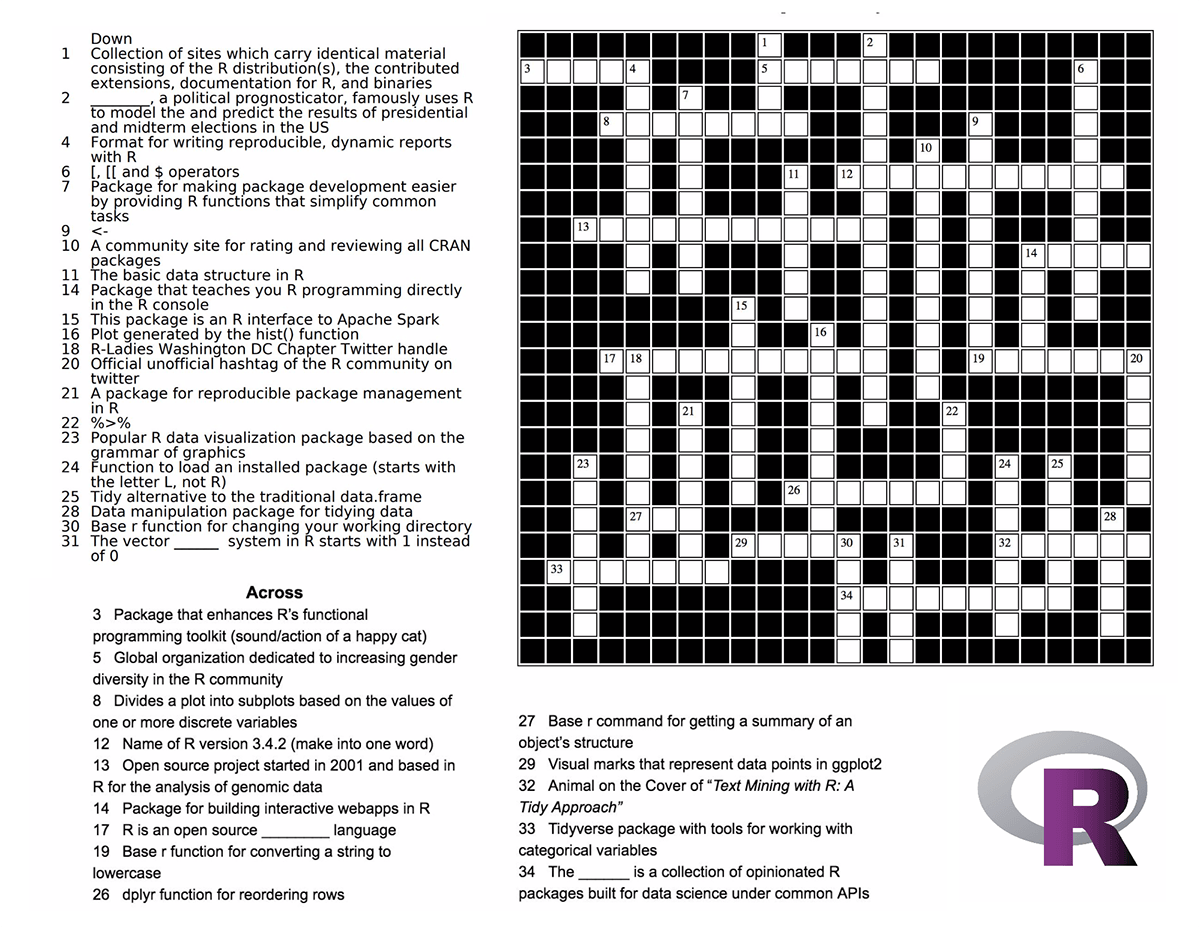 Down
1 Collection of sites which carry identical material
consisting of the R distribution(s), the contributed
extensions, documentation for R, and binaries
2 _______, a political prognosticator, famously uses R
to model the and predict the results of presidential
and midterm elections in the US
4 Format for writing reproducible, dynamic reports
with R
6 [, [[ and $ operators
7 Package for making package development easier
by providing R functions that simplify common
tasks
9 <-
10 A community site for rating and reviewing all CRAN
packages
11 The basic data structure in R
14 Package that teaches you R programming directly
in the R console
15 This package is an R interface to Apache Spark
16 Plot generated by the hist() function
18 R-Ladies Washington DC Chapter Twitter handle
20 Official unofficial hashtag of the R community on
twitter
21 A package for reproducible package management
in R
22 %>%
23 Popular R data visualization package based on the
grammar of graphics
24 Function to load an installed package (starts with
the letter L, not R)
25 Tidy alternative to the traditional data.frame
28 Data manipulation package for tidying data
30 Base r function for changing your working directory
31 The vector _____ system in R starts with 1 instead
of 0
Across
3 Package that enhances R's functional
programming toolkit (sound/action of a happy cat)
5 Global organization dedicated to increasing gender
diversity in the R community
8 Divides a plot into subplots based on the values of
one or more discrete variables
12 Name of R version 3.4.2 (make into one word)
13 Open source project started in 2001 and based in
R for the analysis of genomic data
14 Package for building interactive webapps in R
17 R is an open source ________ language
19 Base r function for converting a string to
lowercase
26 dplyr function for reordering rows
1 2
3 4 5 6
7
8 9
10
11 12
13
14
15
16
17 18 19 20
21 22
23 24 25
26
27 28
29 30 31 32
33
34
27 Base r command for getting a summary of an
object's structure
29 Visual marks that represent data points in ggplot2
32 Animal on the Cover of "Text Mining with R: A
Tidy Approach"
33 Tidyverse package with tools for working with
categorical variables
34 The ______ is a collection of opinionated R
packages built for data science under common APIs
R